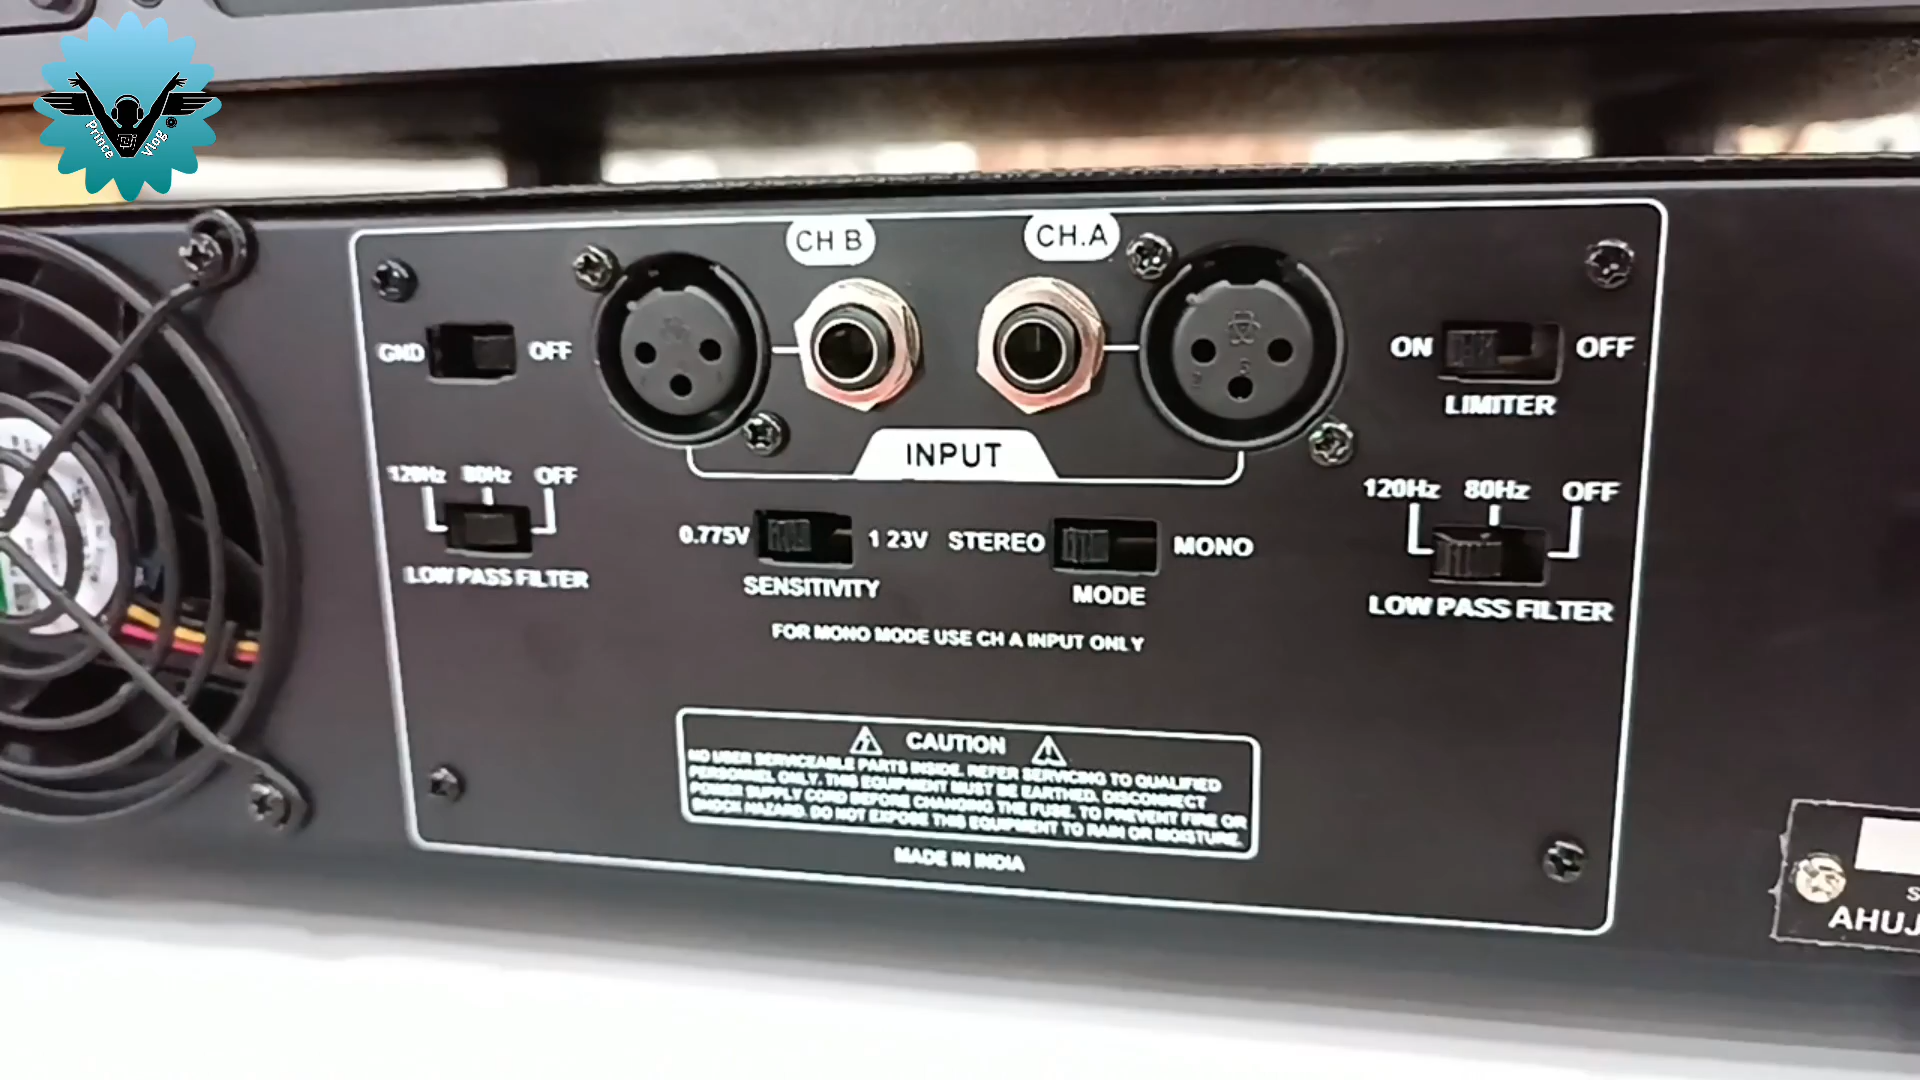 Prince Dj Vlog
CH B
CH.A
GND
OFF
ON
OFF
LIMITER
INPUT
120Hz 80Hz OFF
LOW PASS FILTER
0.775V
1 23V
SENSITIVITY
STEREO
MONO
MODE
120Hz 80Hz OFF
LOW PASS FILTER
FOR MONO MODE USE CH A INPUT ONLY
CAUTION
NO USER SERVICEABLE PARTS INSIDE. REFER SERVICING TO QUALIFIED
PERSONNEL ONLY. THIS EQUIPMENT MUST BE EARTHED. DISCONNECT
POWER SUPPLY CORD BEFORE CHANGING THE FUSE. TO PREVENT FIRE OR
SHOCK HAZARD. DO NOT EXPOSE THIS EQUIPMENT TO RAIN OR MOISTURE.
MADE IN INDIA
AHUJ